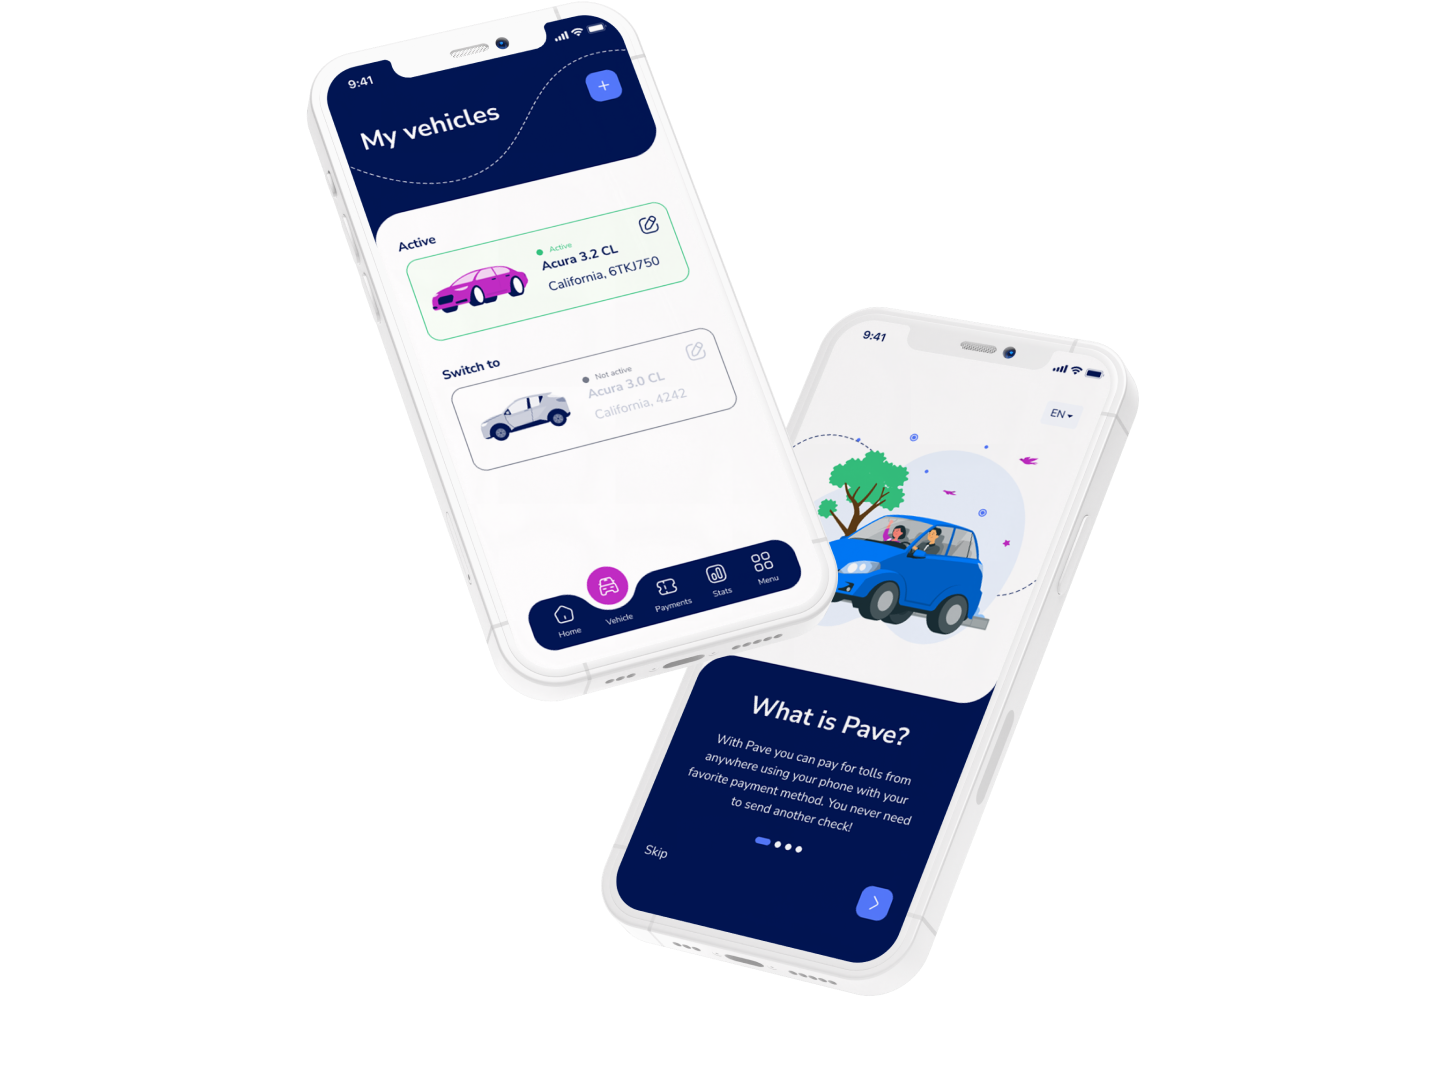 9:41
My vehicles
Active
Active
Acura 3.2 CL
California, 6TKJ750
Switch to
Not active
Acura 3.0 CL
California, 4242
Home
Vehicle
Payments
Stats
Menu
9:41
EN
What is Pave?
With Pave you can pay for tolls from
anywhere using your phone with your
favorite payment method. You never need
to send another check!
Skip